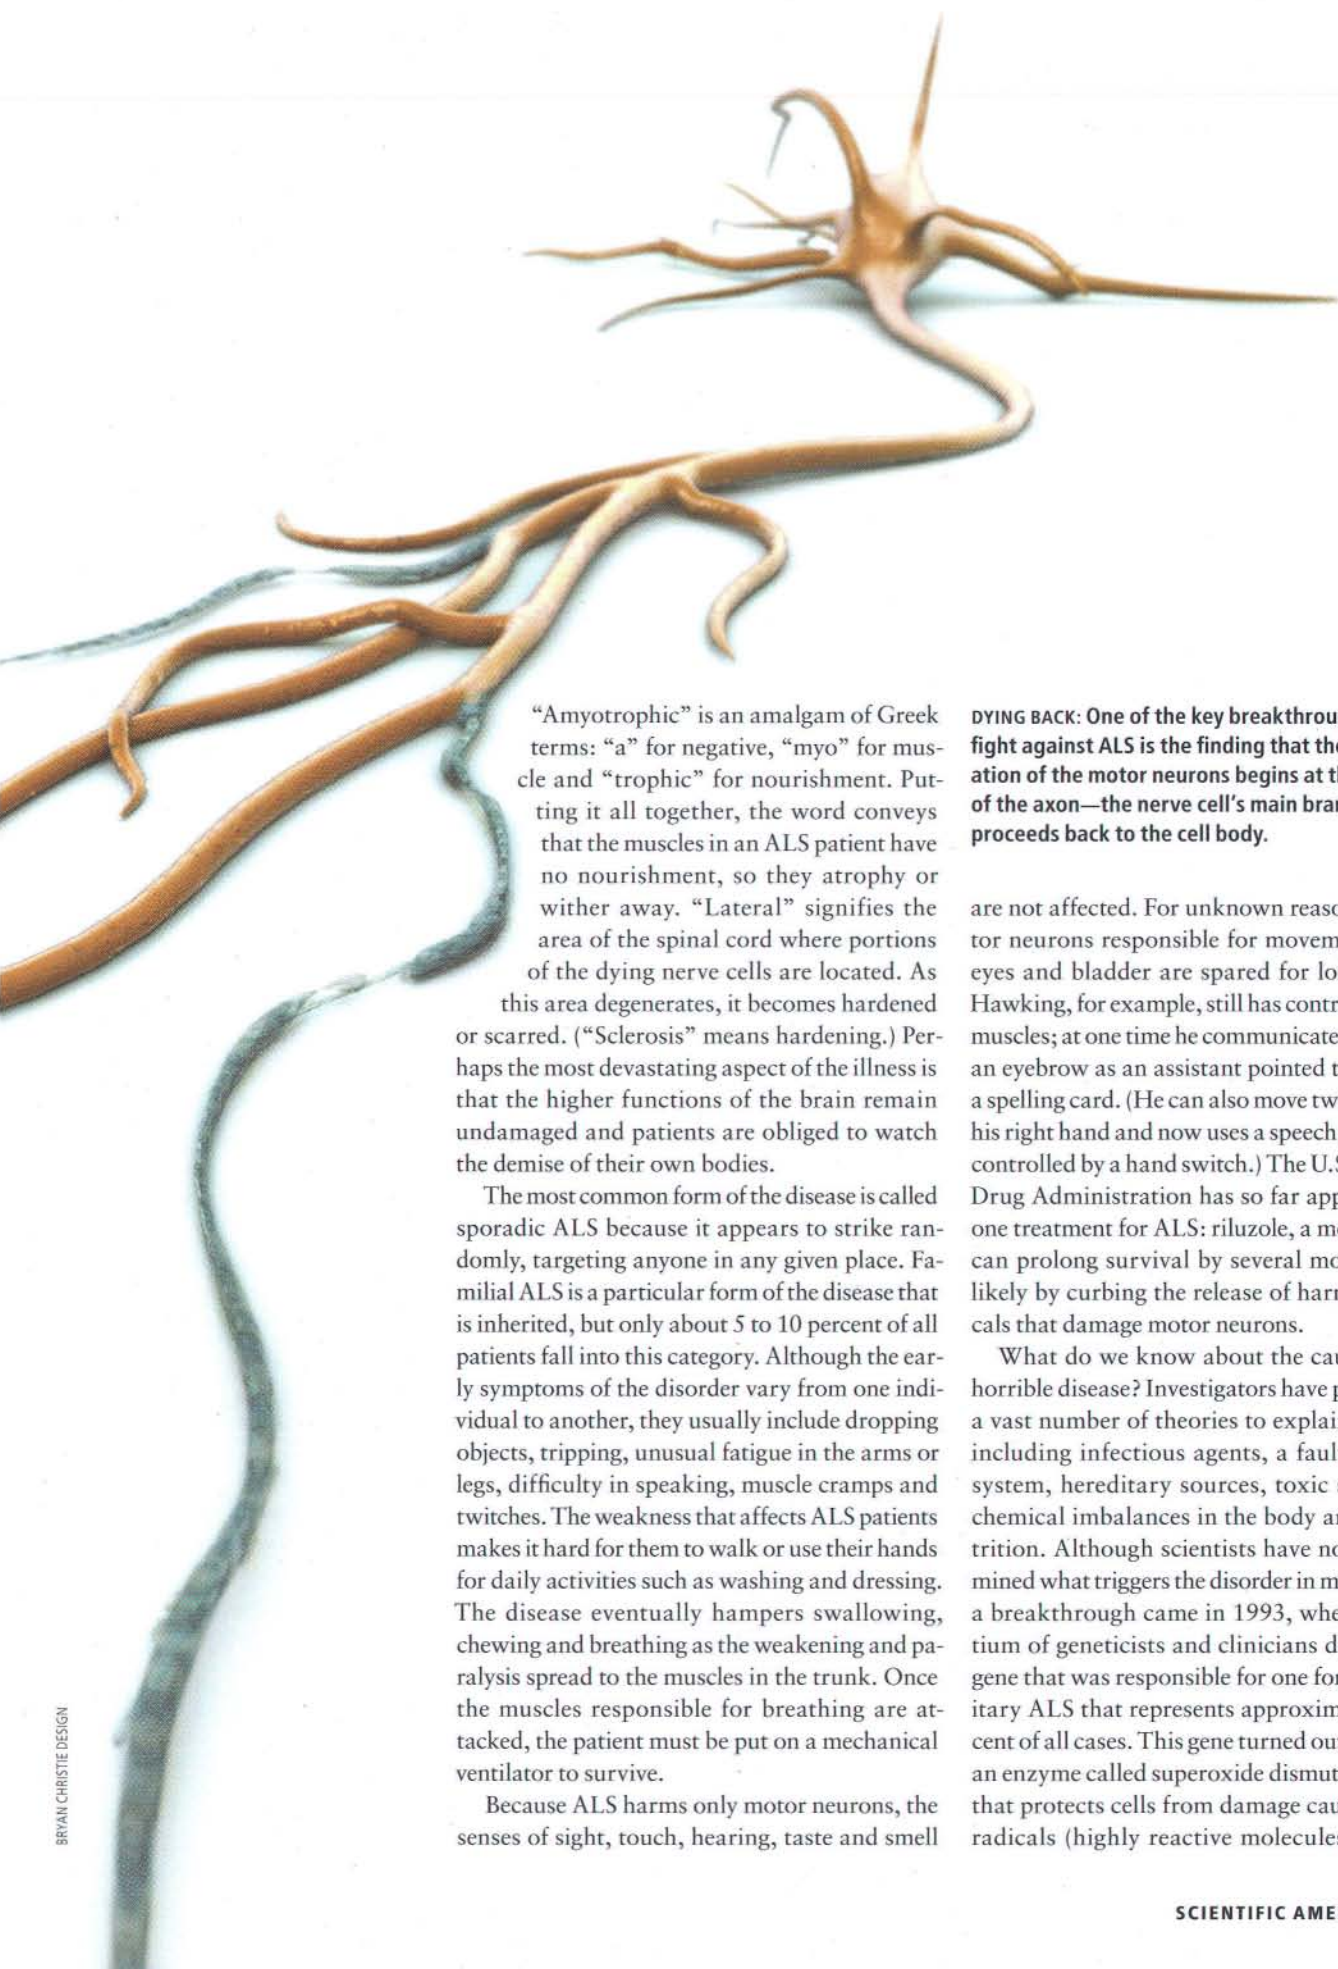 “Amyotrophic” is an amalgam of Greek
terms: “a” for negative, “myo” for mus-
cle and “trophic” for nourishment. Put-
ting it all together, the word conveys
that the muscles in an ALS patient have
no nourishment, so they atrophy or
wither away. “Lateral” signifies the
area of the spinal cord where portions
of the dying nerve cells are located. As
this area degenerates, it becomes hardened
or scarred. (“Sclerosis” means hardening.) Per-
haps the most devastating aspect of the illness is
that the higher functions of the brain remain
undamaged and patients are obliged to watch
the demise of their own bodies.
The most common form of the disease is called
sporadic ALS because it appears to strike ran-
domly, targeting anyone in any given place. Fa-
milial ALS is a particular form of the disease that
is inherited, but only about 5 to 10 percent of all
patients fall into this category. Although the ear-
ly symptoms of the disorder vary from one indi-
vidual to another, they usually include dropping
objects, tripping, unusual fatigue in the arms or
legs, difficulty in speaking, muscle cramps and
twitches. The weakness that affects ALS patients
makes it hard for them to walk or use their hands
for daily activities such as washing and dressing.
The disease eventually hampers swallowing,
chewing and breathing as the weakening and pa-
ralysis spread to the muscles in the trunk. Once
the muscles responsible for breathing are at-
tacked, the patient must be put on a mechanical
ventilator to survive.
Because ALS harms only motor neurons, the
senses of sight, touch, hearing, taste and smell
DYING BACK: One of the key breakthrou
fight against ALS is the finding that the
ation of the motor neurons begins at th
of the axon—the nerve cell’s main bran
proceeds back to the cell body.
are not affected. For unknown reaso
tor neurons responsible for movem
eyes and bladder are spared for lo
Hawking, for example, still has contr
muscles; at one time he communicate
an eyebrow as an assistant pointed t
a spelling card. (He can also move tw
his right hand and now uses a speech
controlled by a hand switch.) The U.S
Drug Administration has so far app
one treatment for ALS: riluzole, a me
can prolong survival by several mo
likely by curbing the release of harm
cals that damage motor neurons.
What do we know about the cau
horrible disease? Investigators have p
a vast number of theories to explai
including infectious agents, a faul
system, hereditary sources, toxic
chemical imbalances in the body a
trition. Although scientists have no
mined what triggers the disorder in m
a breakthrough came in 1993, whe
tium of geneticists and clinicians d
gene that was responsible for one for
itary ALS that represents approxim
cent of all cases. This gene turned ou
an enzyme called superoxide dismut
that protects cells from damage cau
radicals (highly reactive molecule
BRYAN CHRISTIE DESIGN
SCIENTIFIC AME